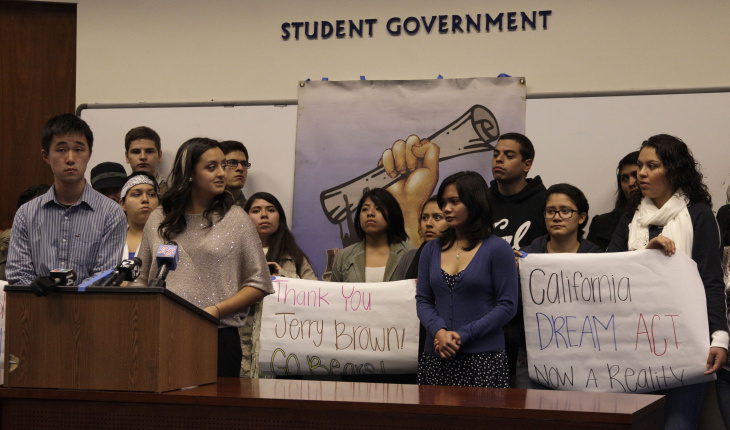 STUDENT GOVERNMENT
Thank You
Jerry Brown!
GO Bears!
California
DREAM ACT
Now A Reality